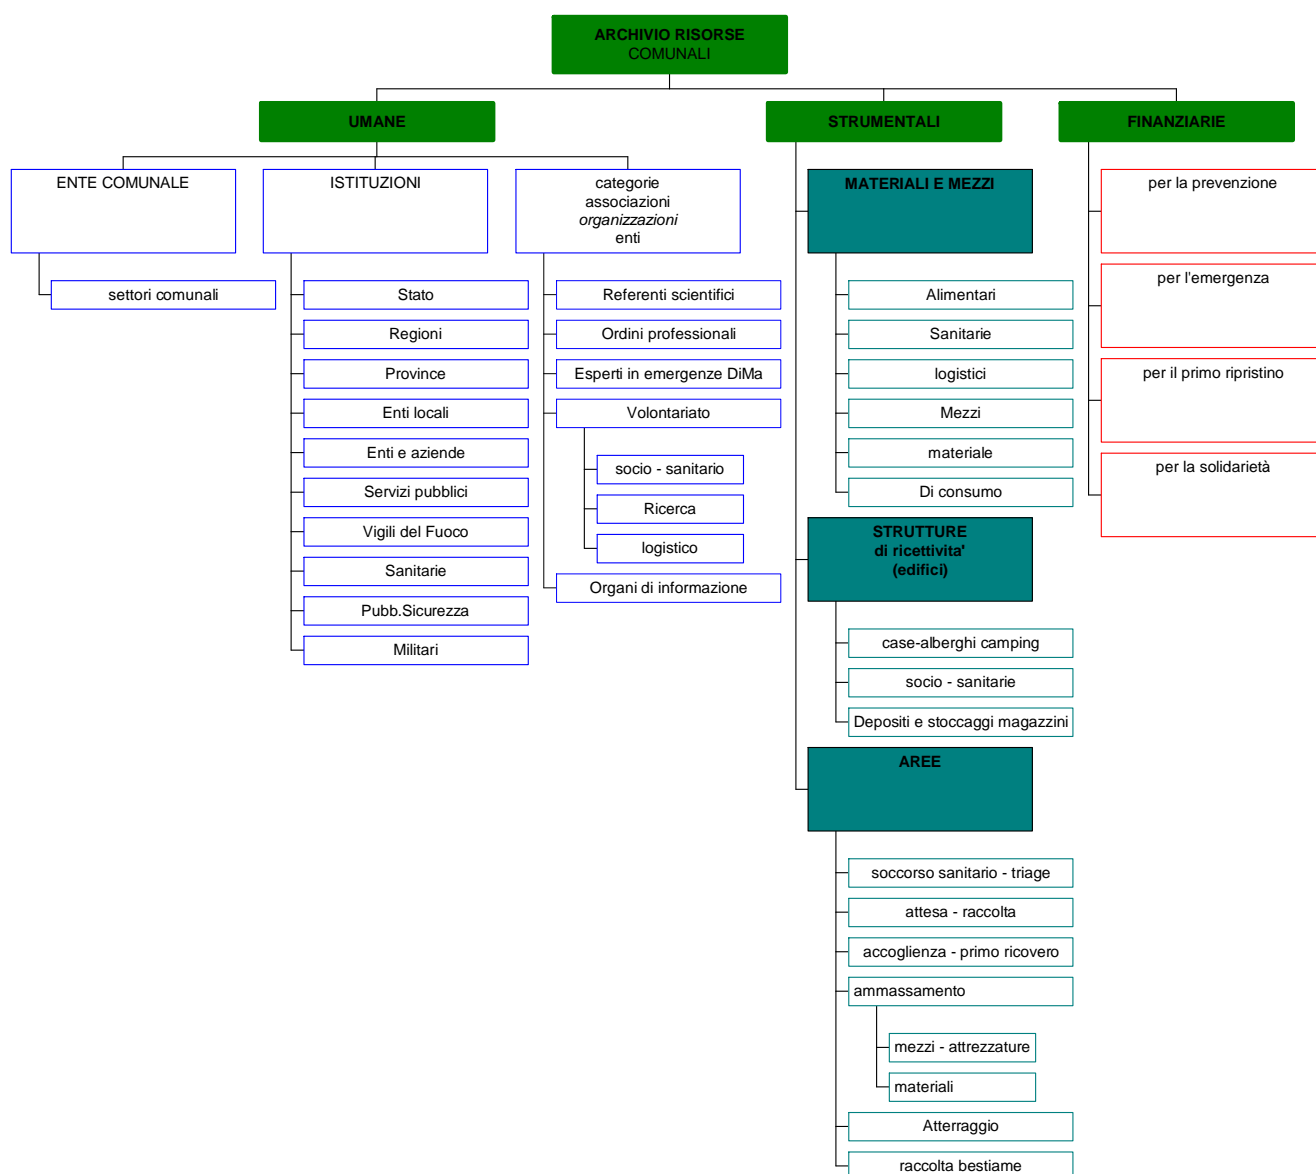 ARCHIVIO RISORSE
COMUNALI
UMANE
STRUMENTALI
FINANZIARIE
ENTE COMUNALE
settori comunali
ISTITUZIONI
Stato
Regioni
Province
Enti locali
Enti e aziende
Servizi pubblici
Vigili del Fuoco
Sanitarie
Pubb.Sicurezza
Militari
categorie
associazioni
organizzazioni
enti
Referenti scientifici
Ordini professionali
Esperti in emergenze DiMa
Volontariato
socio - sanitario
Ricerca
logistico
Organi di informazione
MATERIALI E MEZZI
Alimentari
Sanitarie
logistici
Mezzi
materiale
Di consumo
STRUTTURE
di ricettivita'
(edifici)
case-alberghi camping
socio - sanitarie
Depositi e stoccaggi magazzini
AREE
soccorso sanitario - triage
attesa - raccolta
accoglienza - primo ricovero
ammassamento
mezzi - attrezzature
materiali
Atterraggio
raccolta bestiame
per la prevenzione
per l'emergenza
per il primo ripristino
per la solidarietà